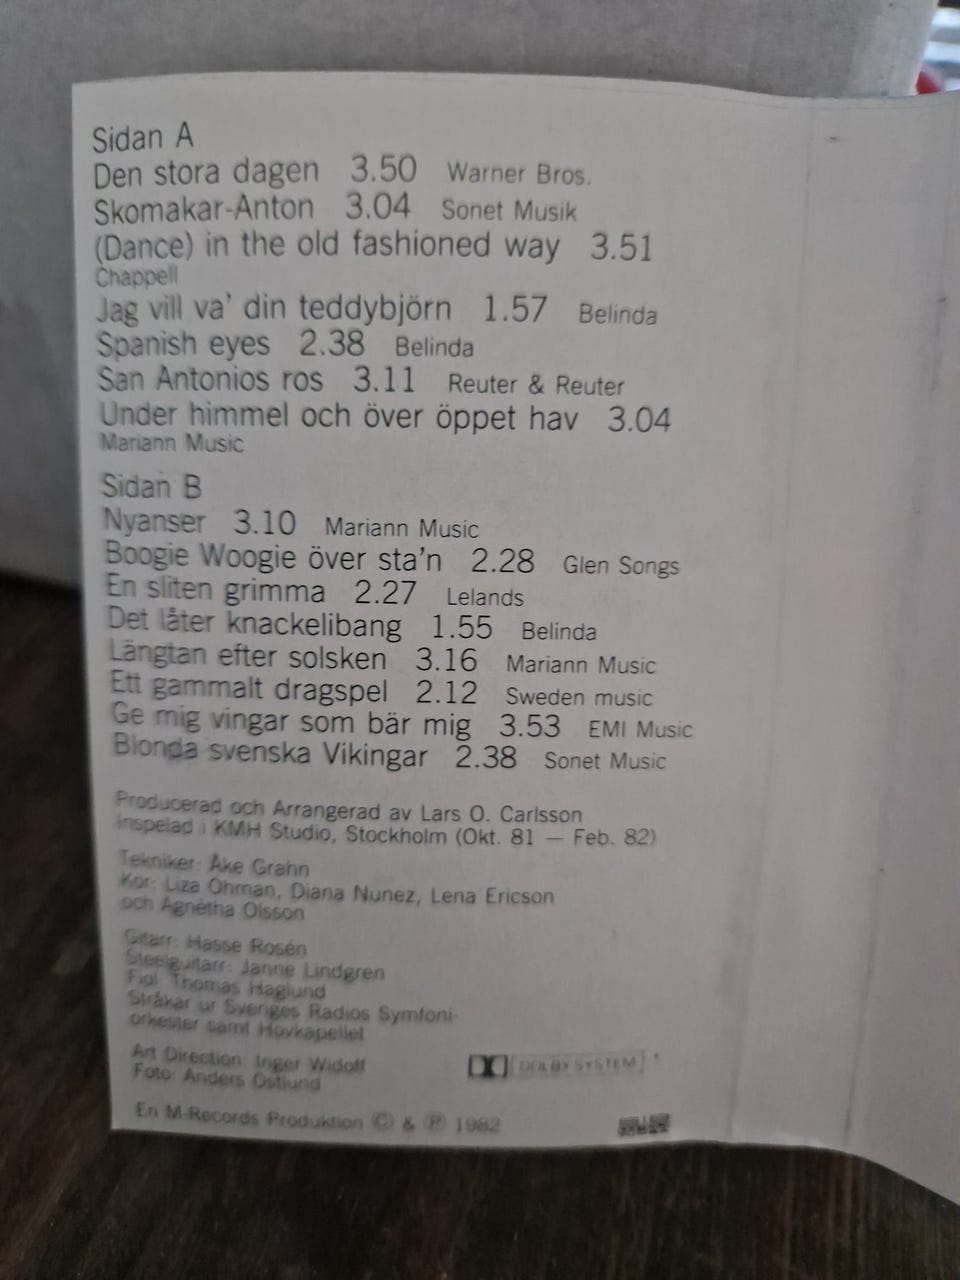 Sidan A
Den stora dagen 3.50 Warner Bros.
Skomakar-Anton 3.04 Sonet Musik
(Dance) in the old fashioned way 3.51
Chappell
Jag vill va' din teddybjörn 1.57 Belinda
Spanish eyes 2.38 Belinda
San Antonios ros 3.11 Reuter & Reuter
Under himmel och över öppet hav 3.04
Mariann Music
Sidan B
Nyanser 3.10 Mariann Music
Boogie Woogie över sta'n 2.28 Glen Songs
En sliten grimma 2.27 Lelands
Det låter knackelibang 1.55 Belinda
Längtan efter solsken 3.16 Mariann Music
Ett gammalt dragspel 2.12 Sweden music
Ge mig vingar som bär mig 3.53 EMI Music
Blonda svenska Vikingar 2.38 Sonet Music
Producerad och Arrangerad av Lars O. Carlsson
Inspelad i KMH Studio, Stockholm (Okt. 81 — Feb. 82)
Tekniker: Åke Grahn
Kör: Liza Öhman, Diana Nunez, Lena Ericson
och Agnetha Olsson
Gitarr: Hasse Rosén
Steelguitarr: Janne Lindgren
Fiol: Thomas Haglund
Stråkar ur Sveriges Radios Symfoni-
orkester samt Hovkapellet
Art Direction: Inger Widoff
Foto: Anders Östlund
DOLBY SYSTEM
En M-Records Produktion © & ℗ 1982